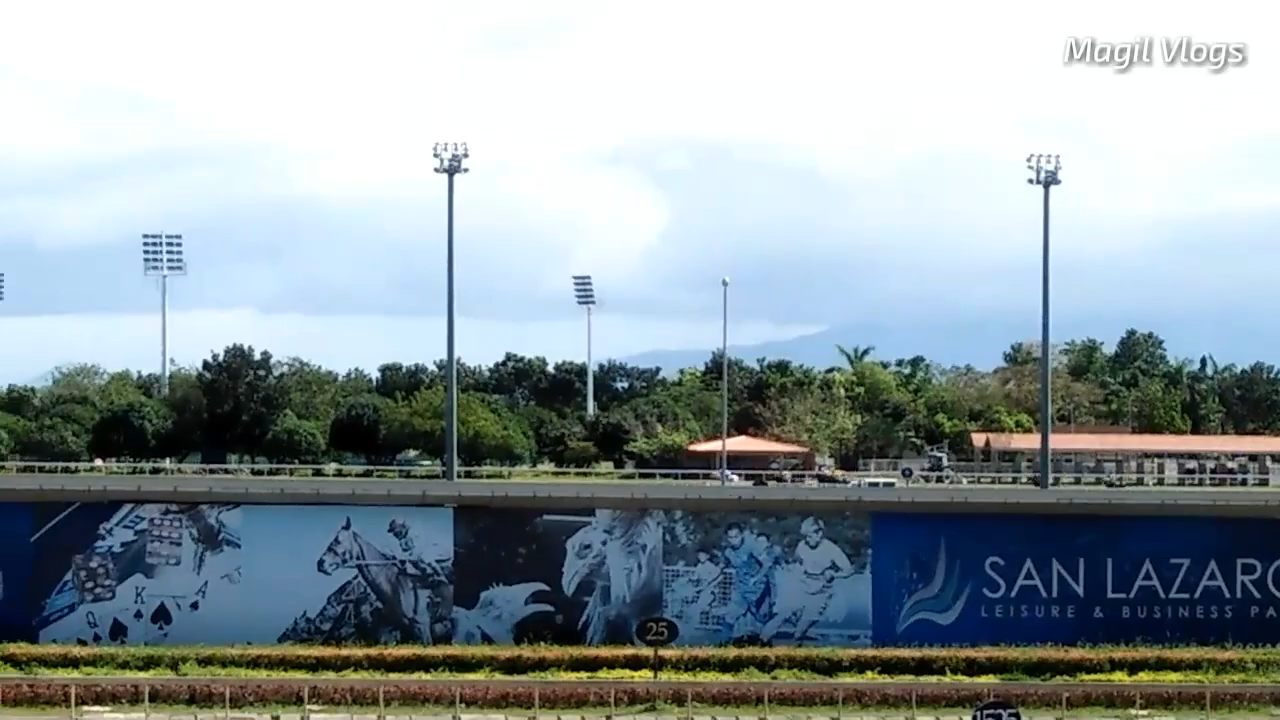 Magil Vlogs
Q K A
SAN LAZARO
LEISURE & BUSINESS PA
25